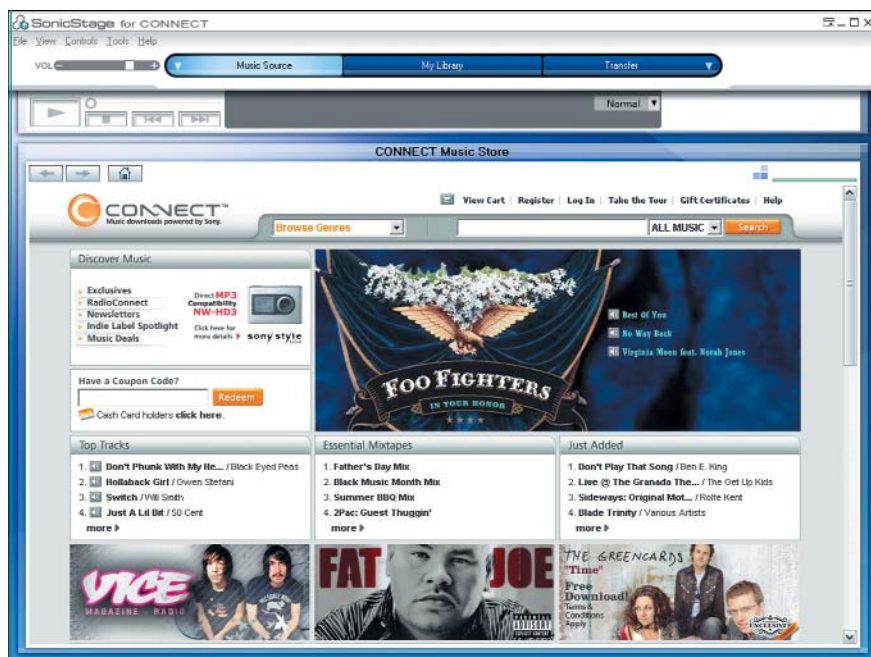 SonicStage for CONNECT
File View Controls Tools Help
VOL
Music Source
My Library
Transfer
Normal
CONNECT Music Store
CONNECT™
Music downloads powered by Sony.
View Cart | Register | Log In | Take the Tour | Gift Certificates | Help
Browse Genres
ALL MUSIC
Search
Discover Music
Exclusives
RadioConnect
Newsletters
Indie Label Spotlight
Music Deals
Direct MP3
Compatibility
NW-HD3
Click here for
more details
sony style
Have a Coupon Code?
Redeem
Cash Card holders click here.
FOO FIGHTERS
IN YOUR HONOR
Best Of You
No Way Back
Virginia Moon feat. Norah Jones
Top Tracks
1. Don't Phunk With My He... / Black Eyed Peas
2. Hollaback Girl / Gwen Stefani
3. Switch / Will Smith
4. Just A Lil Bit / 50 Cent
more
Essential Mixtapes
1. Father's Day Mix
2. Black Music Month Mix
3. Summer BBQ Mix
4. 2Pac: Guest Thuggin'
more
Just Added
1. Don't Play That Song / Ben E. King
2. Live @ The Granada The... / The Get Up Kids
3. Sideways: Original Mot... / Rolfe Kent
4. Blade Trinity / Various Artists
more
VICE
MAGAZINE - RADIO
FAT JOE
PARENTAL
ADVISORY
EXPLICIT CONTENT
THE GREENCARDS
"Time"
Free
Download!
Terms &
Conditions
Apply
EXCLUSIVE